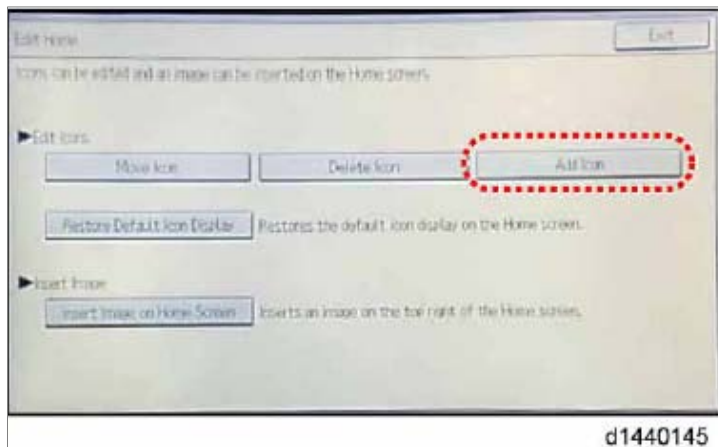 Edit Home
Exit
Icons can be edited and an image can be inserted on the Home screen.
▶Edit Icons
Move Icon
Delete Icon
Add Icon
Restore Default Icon Display
Restores the default icon display on the Home screen.
▶Insert Image
Insert Image on Home Screen
Inserts an image on the top right of the Home screen.
d1440145